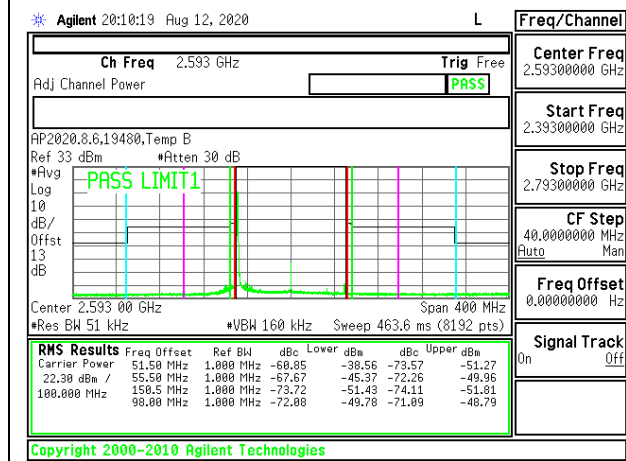 Agilent 20:10:19 Aug 12, 2020 L
Ch Freq 2.593 GHz Trig Free
Adj Channel Power PASS
AP2020.8.6,19480,Temp B
Ref 33 dBm #Atten 30 dB
#Avg
Log
10
dB/
Offst
13
dB
PASS LIMIT1
Center 2.593 00 GHz Span 400 MHz
#Res BW 51 kHz #VBW 160 kHz Sweep 463.6 ms (8192 pts)
RMS Results Freq Offset Ref BW dBc Lower dBm dBc Upper dBm
Carrier Power 51.50 MHz 1.000 MHz -60.85 -38.56 -73.57 -51.27
22.30 dBm / 55.50 MHz 1.000 MHz -67.67 -45.37 -72.26 -49.96
100.000 MHz 150.5 MHz 1.000 MHz -73.72 -51.43 -74.11 -51.81
98.00 MHz 1.000 MHz -72.08 -49.78 -71.09 -48.79
Copyright 2000-2010 Agilent Technologies
Freq/Channel
Center Freq
2.59300000 GHz
Start Freq
2.39300000 GHz
Stop Freq
2.79300000 GHz
CF Step
40.0000000 MHz
Auto Man
Freq Offset
0.00000000 Hz
Signal Track
On Off